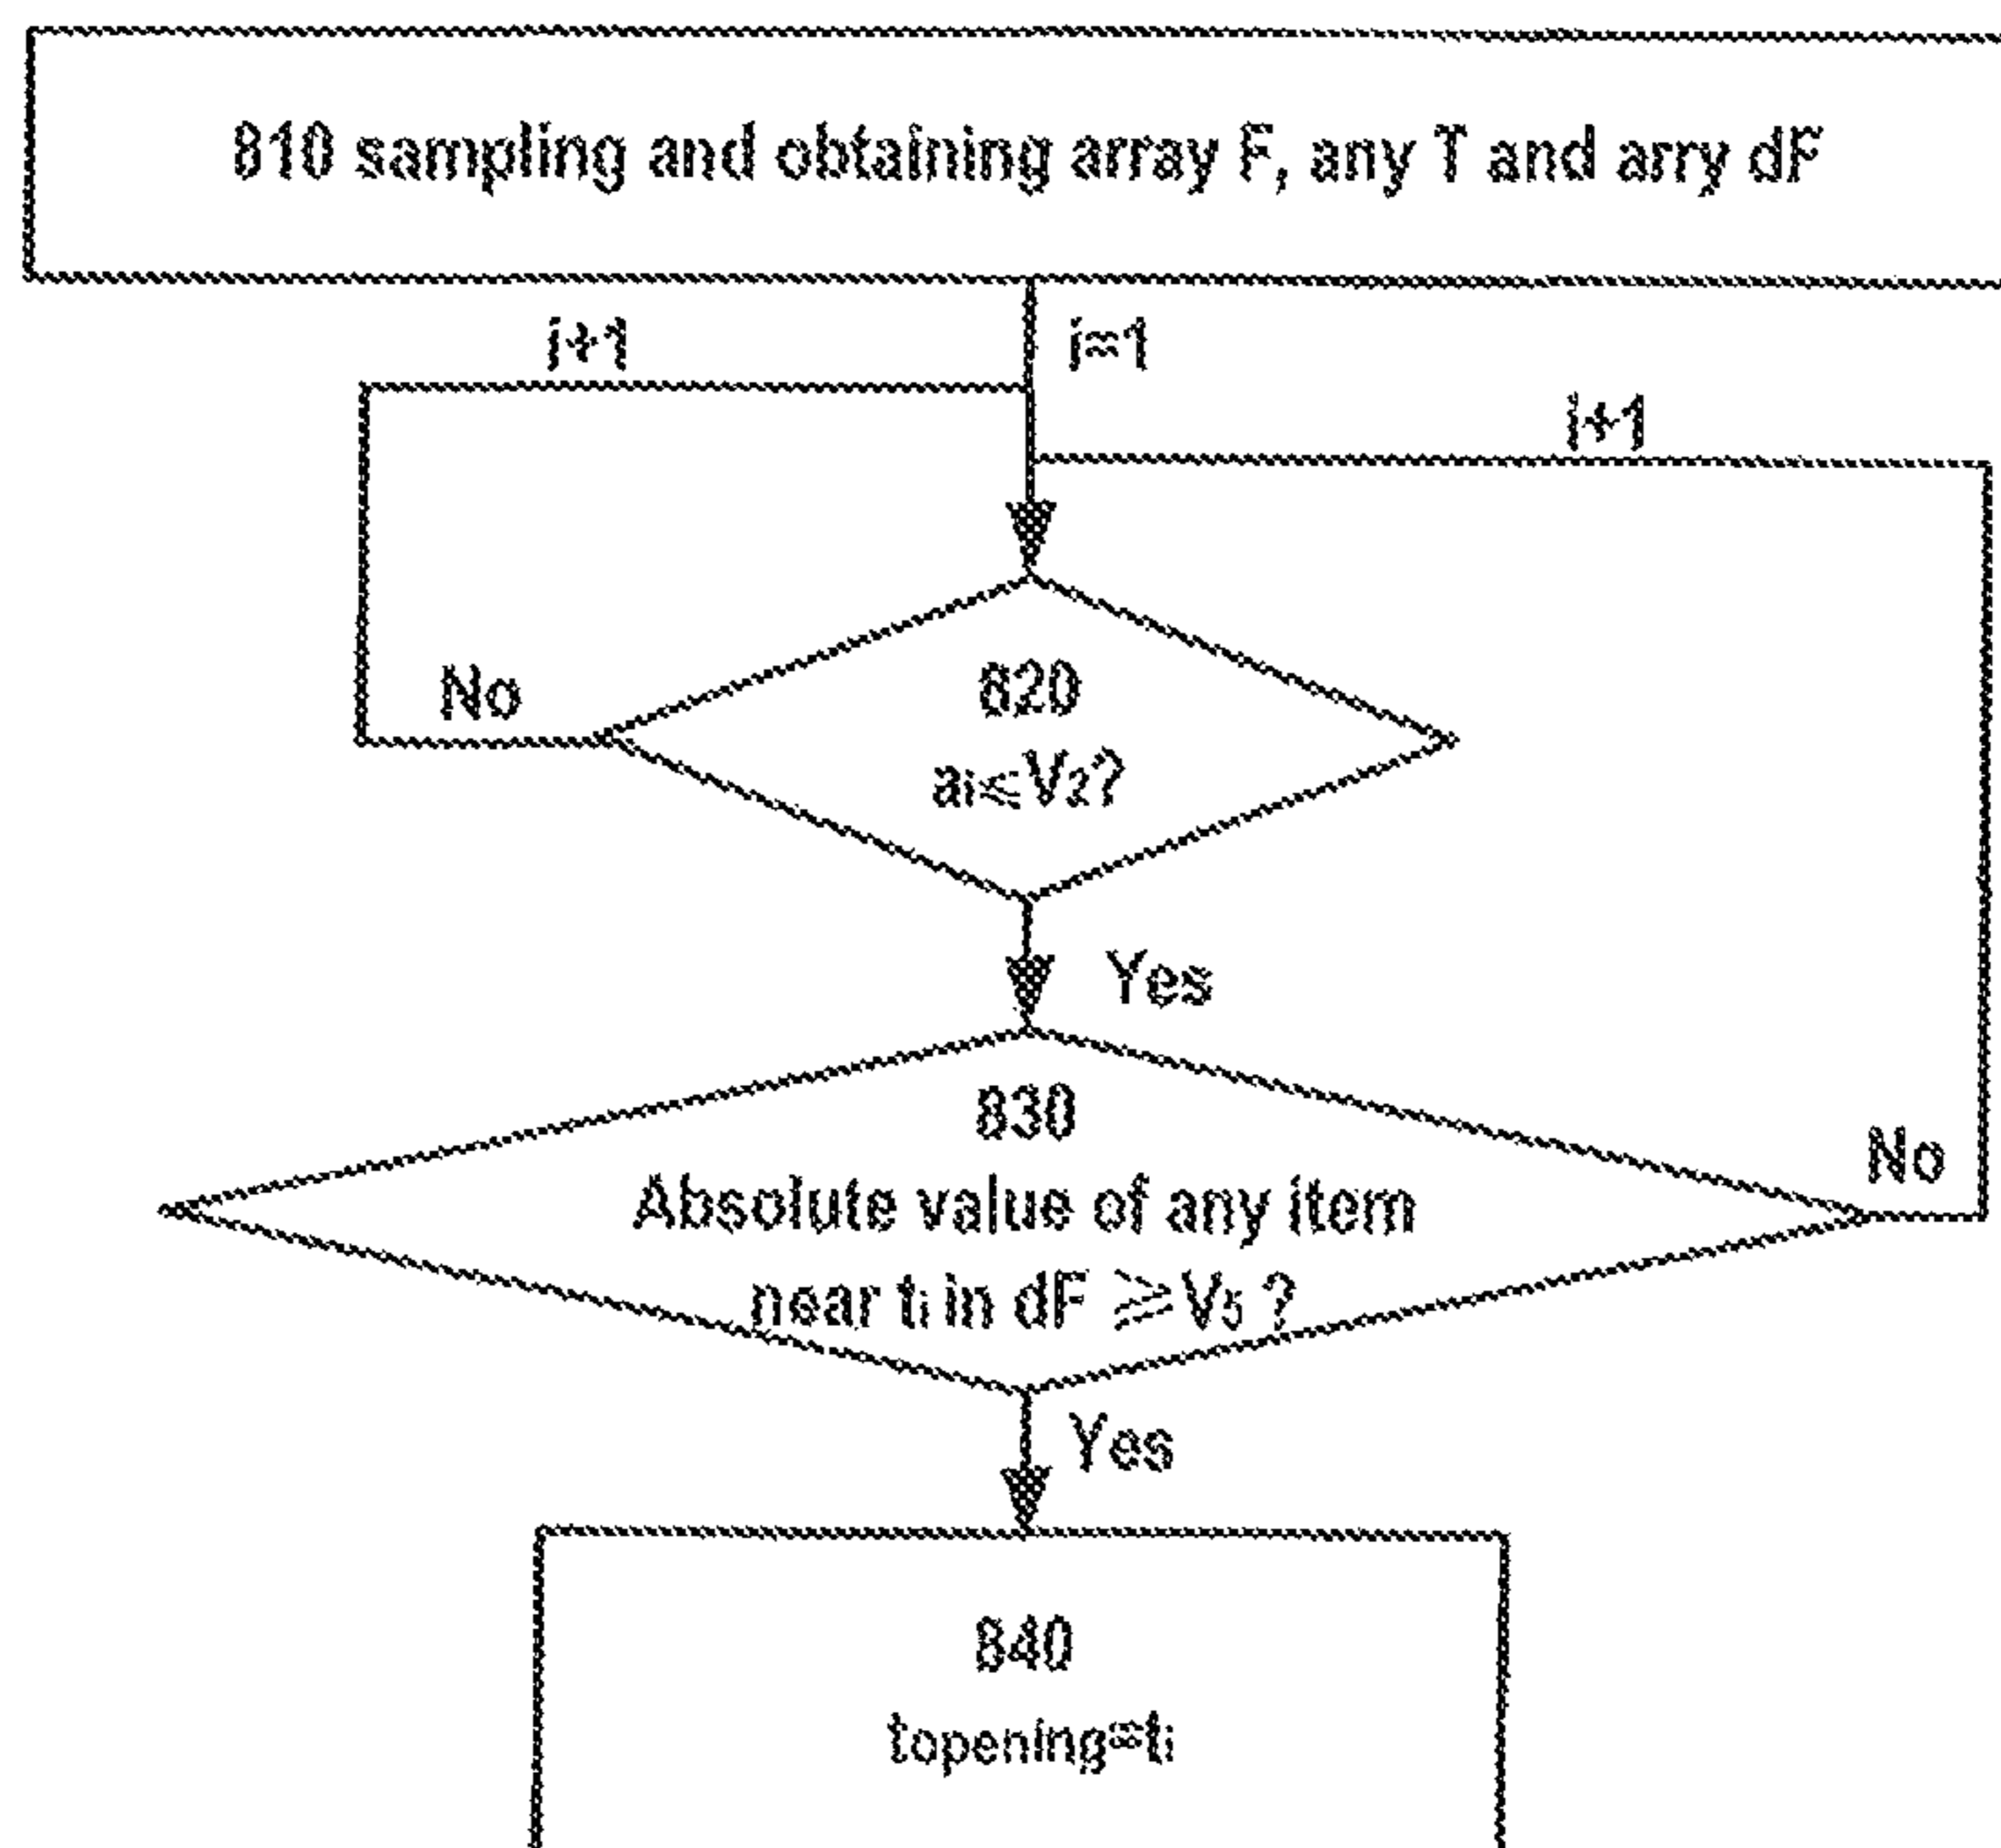 810 sampling and obtaining array F, any T and arry dF
i+1
i=1
i+1
820
No
ai⩽V2?
Yes
830
No
Absolute value of any item
near ti in dF ⩾V5 ?
Yes
840
topening=ti